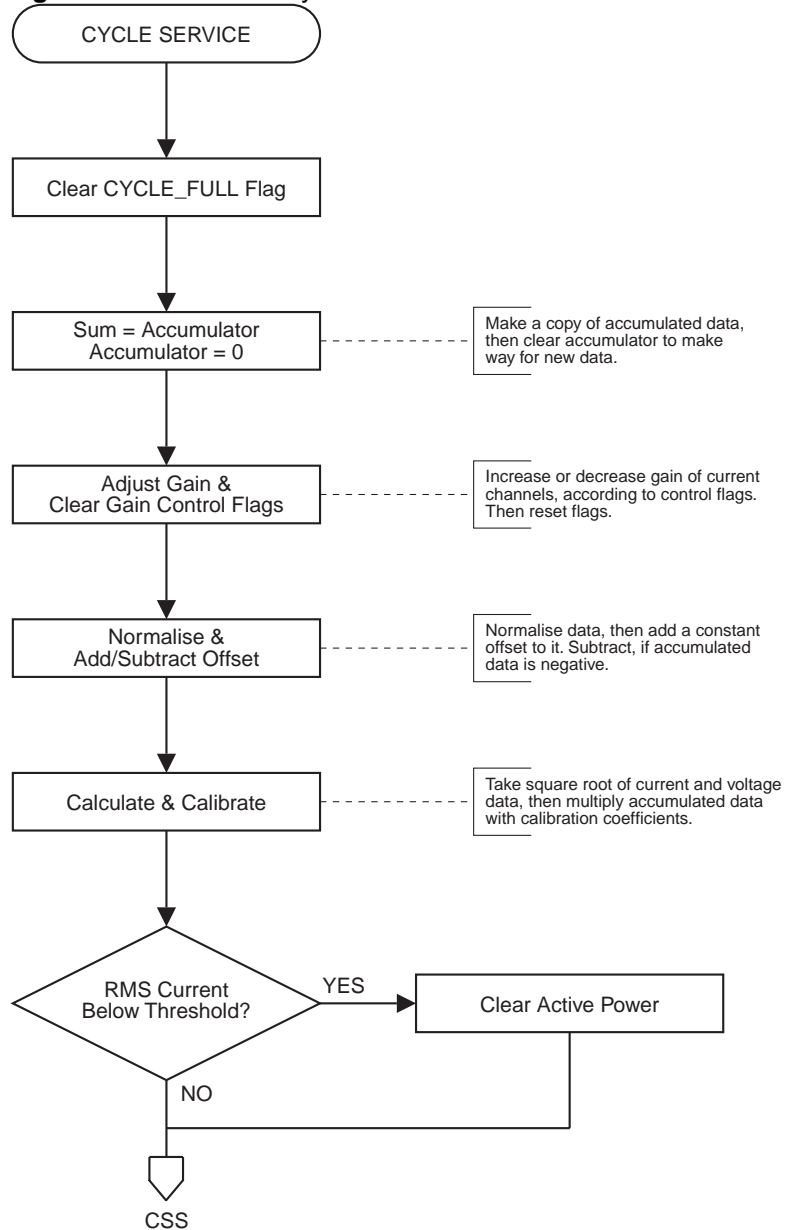 CYCLE SERVICE
Clear CYCLE_FULL Flag
Sum = Accumulator
Accumulator = 0
Make a copy of accumulated data,
then clear accumulator to make
way for new data.
Adjust Gain &
Clear Gain Control Flags
Increase or decrease gain of current
channels, according to control flags.
Then reset flags.
Normalise &
Add/Subtract Offset
Normalise data, then add a constant
offset to it. Subtract, if accumulated
data is negative.
Calculate & Calibrate
Take square root of current and voltage
data, then multiply accumulated data
with calibration coefficients.
RMS Current
Below Threshold?
YES
Clear Active Power
NO
CSS